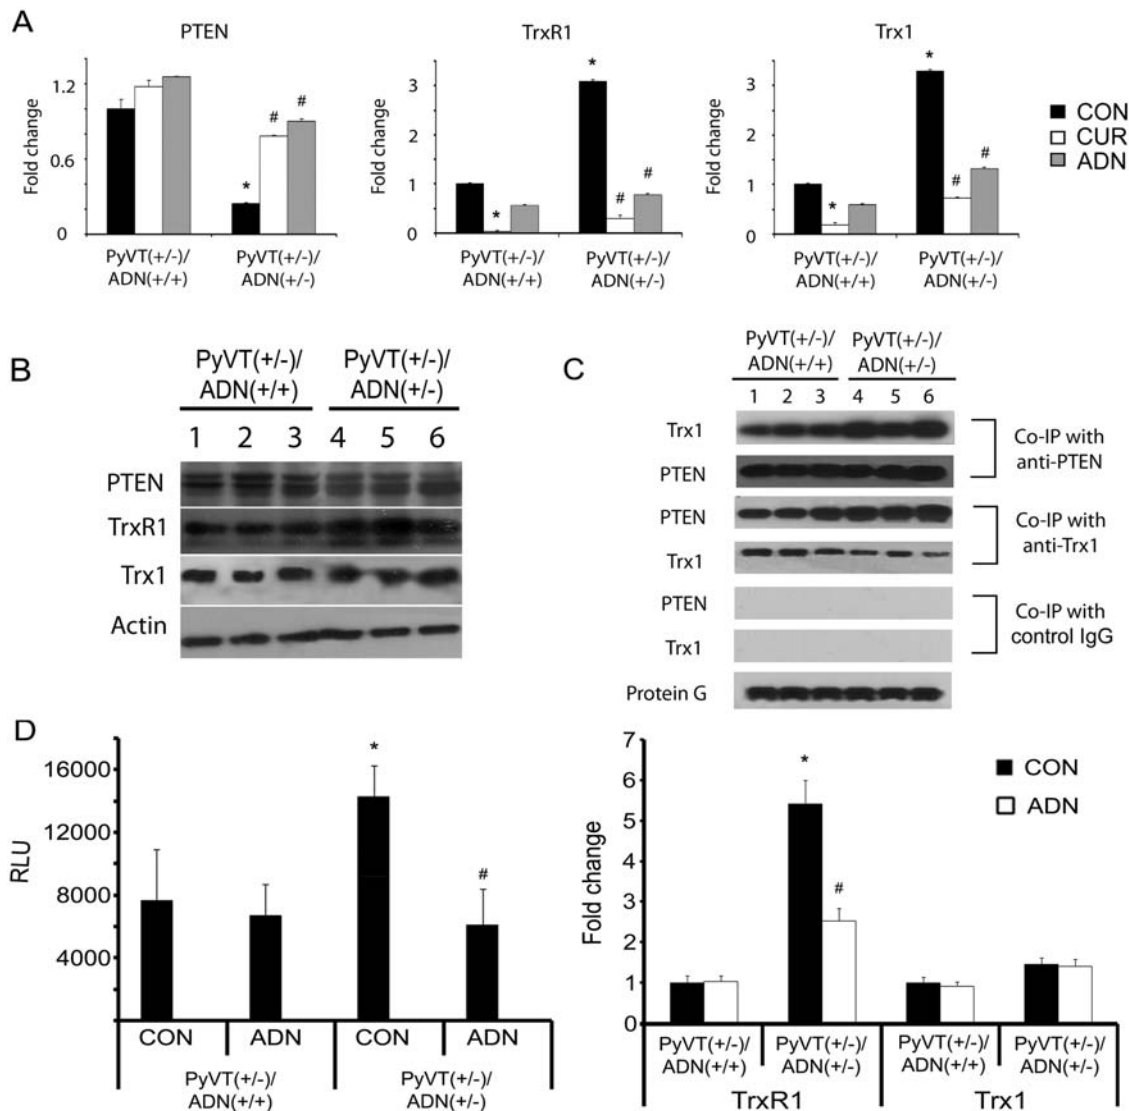 A
PTEN
TrxR1
Trx1
Fold change
1.2
0.6
0
*
#
#
PyVT(+/-)/
ADN(+/+)
PyVT(+/-)/
ADN(+/-)
Fold change
3
2
1
0
*
*
#
#
PyVT(+/-)/
ADN(+/+)
PyVT(+/-)/
ADN(+/-)
Fold change
3
2
1
0
*
*
#
#
PyVT(+/-)/
ADN(+/+)
PyVT(+/-)/
ADN(+/-)
CON
CUR
ADN
B
PyVT(+/-)/
ADN(+/+)
PyVT(+/-)/
ADN(+/-)
1 2 3 4 5 6
PTEN
TrxR1
Trx1
Actin
C
PyVT(+/-)/
ADN(+/+)
PyVT(+/-)/
ADN(+/-)
1 2 3 4 5 6
Trx1
PTEN
Co-IP with
anti-PTEN
PTEN
Trx1
Co-IP with
anti-Trx1
PTEN
Trx1
Co-IP with
control IgG
Protein G
D
RLU
16000
12000
8000
4000
*
#
CON ADN CON ADN
PyVT(+/-)/
ADN(+/+)
PyVT(+/-)/
ADN(+/-)
Fold change
7
6
5
4
3
2
1
0
*
#
CON
ADN
PyVT(+/-)/
ADN(+/+)
PyVT(+/-)/
ADN(+/-)
PyVT(+/-)/
ADN(+/+)
PyVT(+/-)/
ADN(+/-)
TrxR1
Trx1